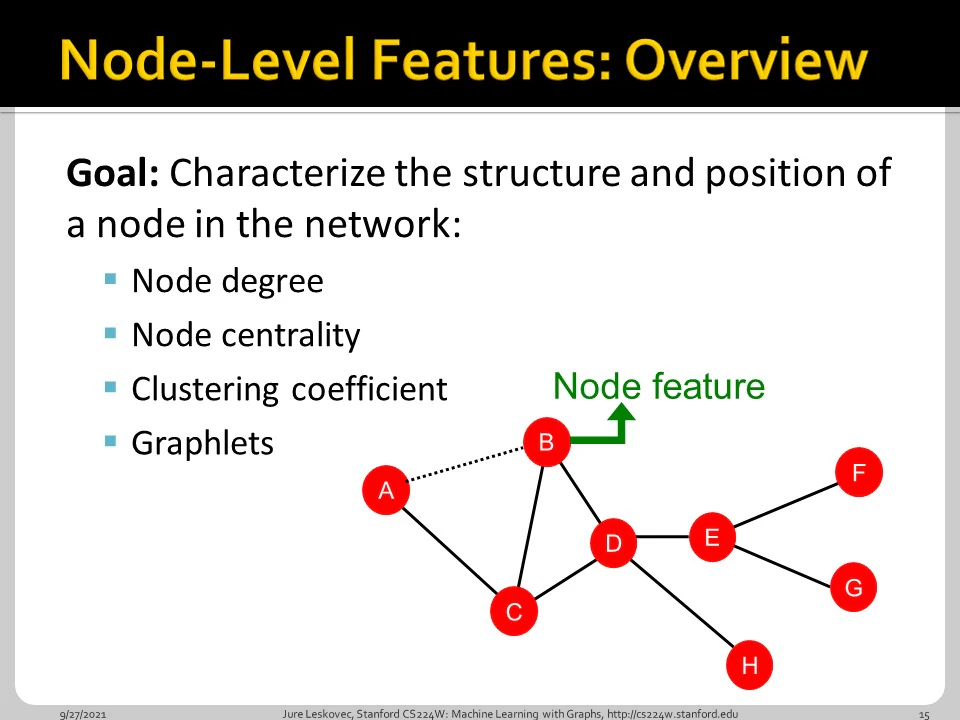 Node-Level Features: Overview
Goal: Characterize the structure and position of
a node in the network:
Node degree
Node centrality
Clustering coefficient
Graphlets
Node feature
B
A
F
D
E
G
C
H
9/27/2021
Jure Leskovec, Stanford CS224W: Machine Learning with Graphs, http://cs224w.stanford.edu
15